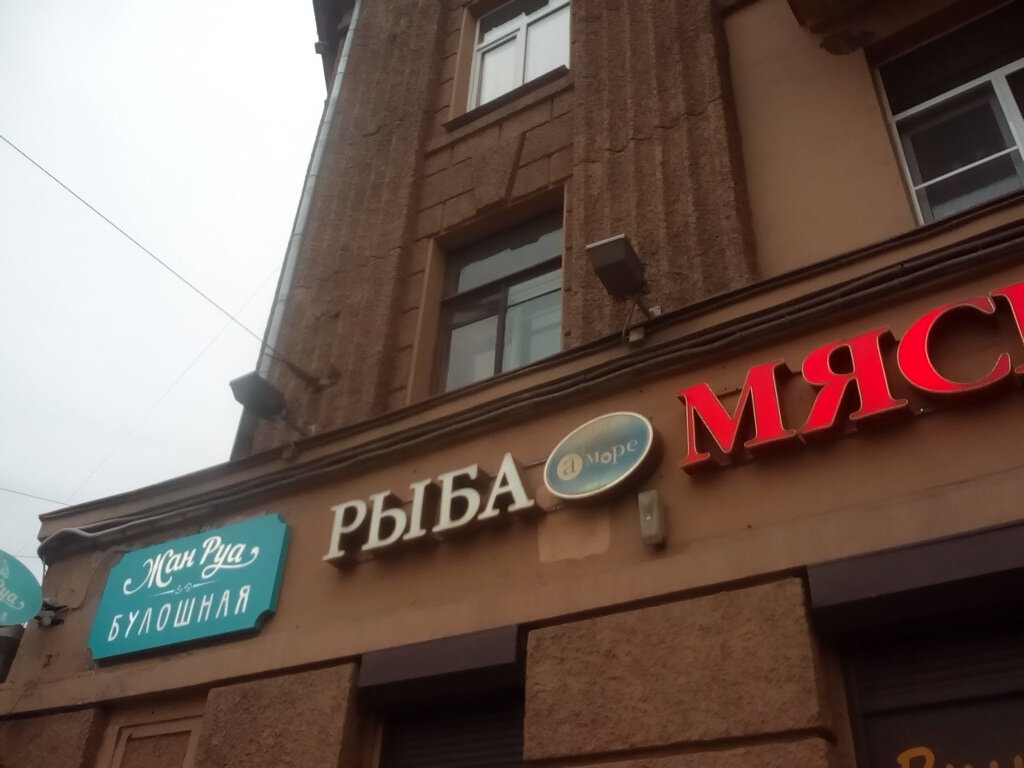 Жан Руа
БУЛОШНАЯ
РЫБА
а море
МЯС